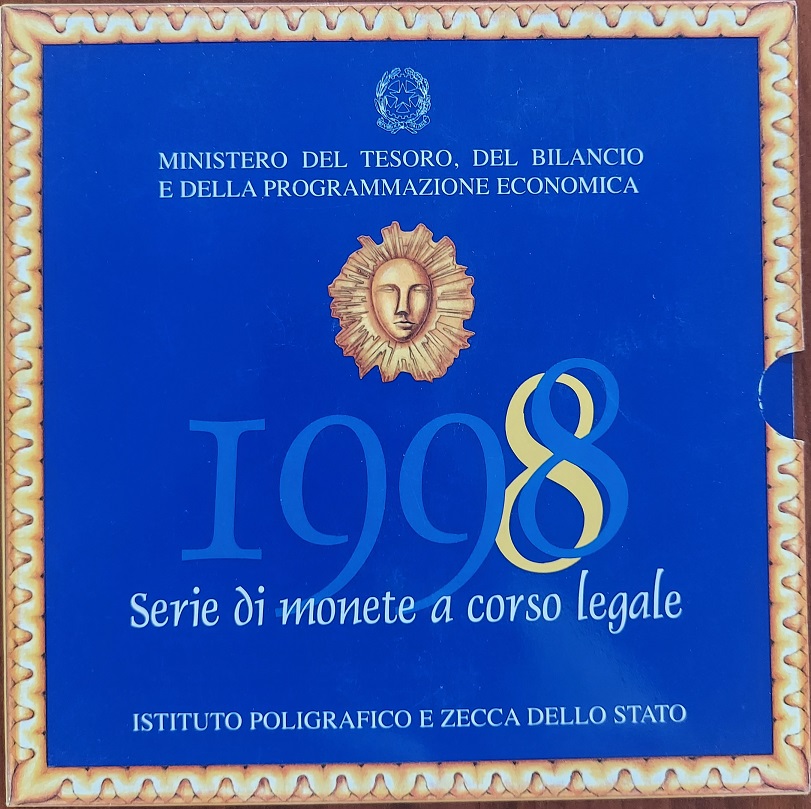 MINISTERO DEL TESORO, DEL BILANCIO
E DELLA PROGRAMMAZIONE ECONOMICA
1998
Serie di monete a corso legale
ISTITUTO POLIGRAFICO E ZECCA DELLO STATO